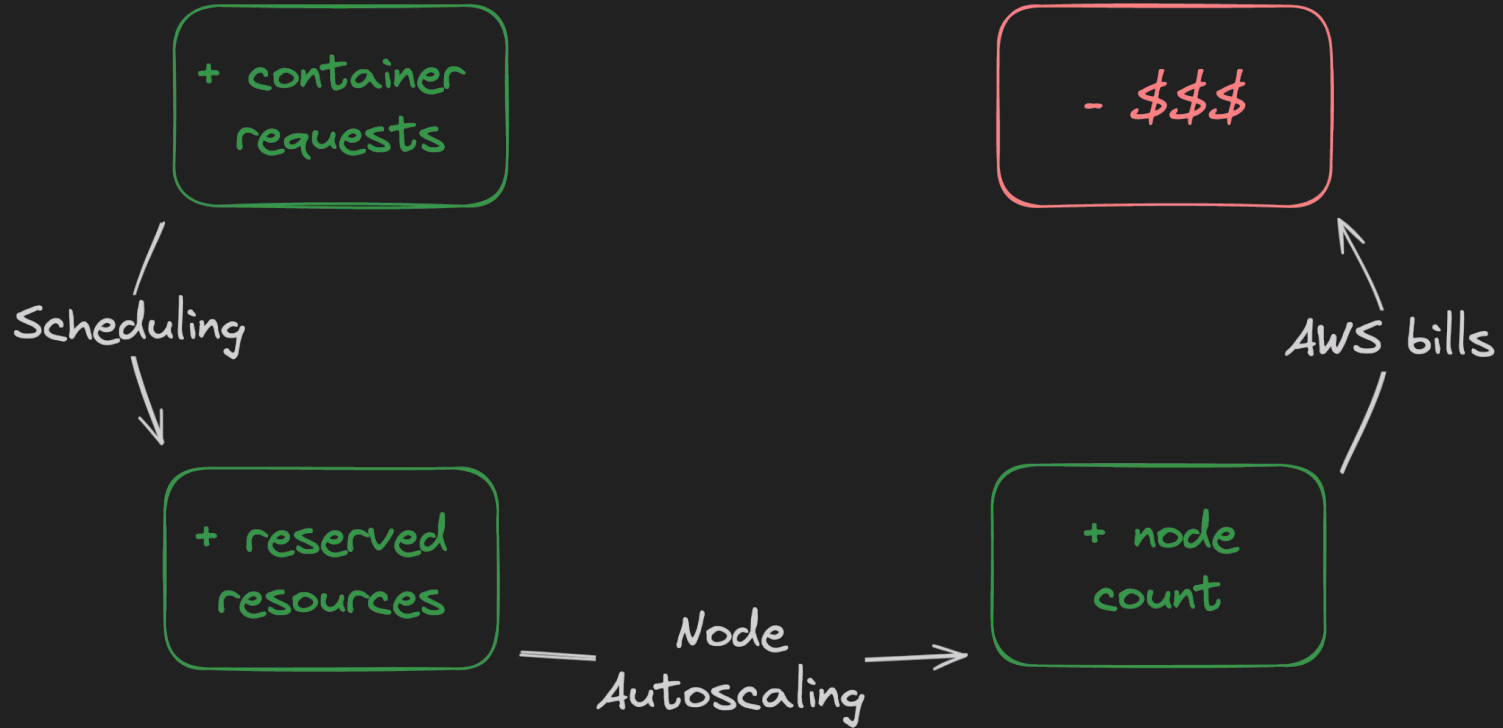 + container
requests
- $$$
Scheduling
AWS bills
+ reserved
resources
+ node
count
Node
Autoscaling